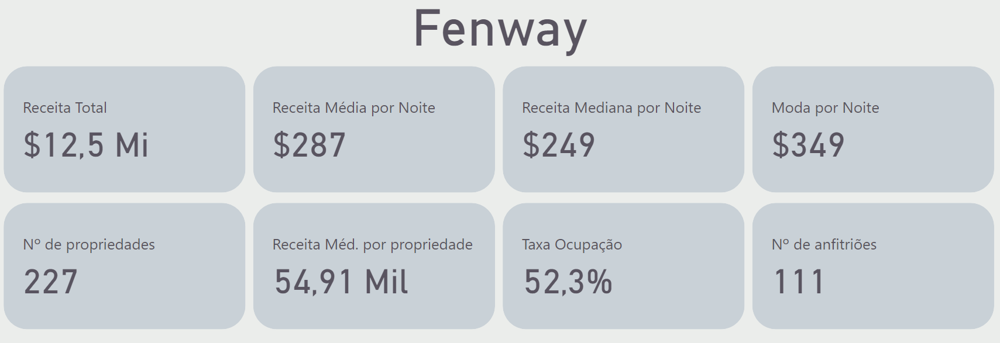 Fenway
Receita Total
$12,5 Mi
Receita Média por Noite
$287
Receita Mediana por Noite
$249
Moda por Noite
$349
Nº de propriedades
227
Receita Méd. por propriedade
54,91 Mil
Taxa Ocupação
52,3%
Nº de anfitriões
111